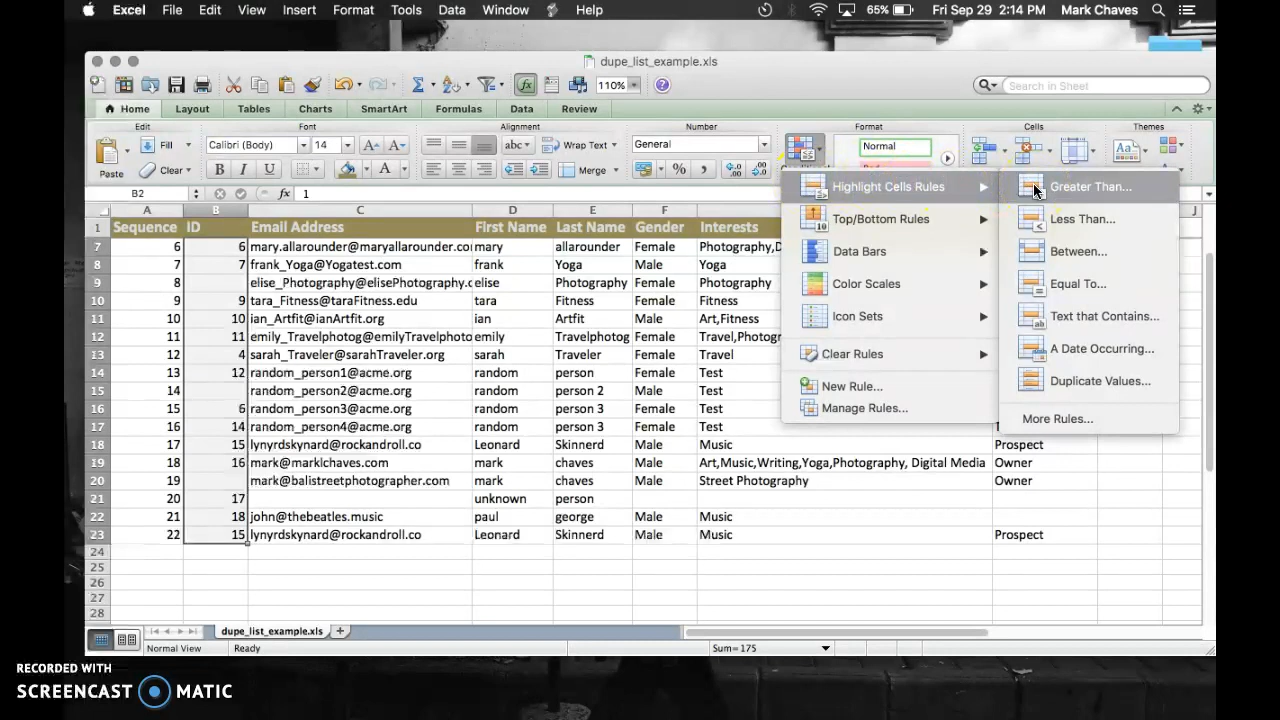 Excel File Edit View Insert Format Tools Data Window Help 65% Fri Sep 29 2:14 PM Mark Chaves
dupe_list_example.xls
110% Search in Sheet
Home Layout Tables Charts SmartArt Formulas Data Review
Edit Font Alignment Number Format Cells Themes
Fill Calibri (Body) 14 A A abc Wrap Text General Normal Aa
Paste Clear B I U A Merge % , .0 .00
B2 fx 1
A B C D E F G J
1 Sequence ID Email Address First Name Last Name Gender Interests
7 6 6 mary.allarounder@maryallarounder.co mary allarounder Female Photography,
8 7 7 frank_Yoga@Yogatest.com frank Yoga Male Yoga
9 8 elise_Photography@elisePhotography. elise Photography Female Photography
10 9 9 tara_Fitness@taraFitness.edu tara Fitness Female Fitness
11 10 10 ian_Artfit@ianArtfit.org ian Artfit Male Art,Fitness
12 11 11 emily_Travelphotog@emilyTravelphoto emily Travelphotog Female Travel,Photogr
13 12 4 sarah_Traveler@sarahTraveler.org sarah Traveler Female Travel
14 13 12 random_person1@acme.org random person Female Test
15 14 random_person2@acme.org random person 2 Male Test
16 15 6 random_person3@acme.org random person 3 Female Test
17 16 14 random_person4@acme.org random person 3 Female Test
18 17 15 lynyrdskynard@rockandroll.co Leonard Skinnerd Male Music Prospect
19 18 16 mark@marklchaves.com mark chaves Male Art,Music,Writing,Yoga,Photography, Digital Media Owner
20 19 mark@balistreetphotographer.com mark chaves Male Street Photography Owner
21 20 17 unknown person
22 21 18 john@thebeatles.music paul george Male Music
23 22 15 lynyrdskynard@rockandroll.co Leonard Skinnerd Male Music Prospect
24
25
26
27
28
Highlight Cells Rules
Top/Bottom Rules
Data Bars
Color Scales
Icon Sets
Clear Rules
New Rule...
Manage Rules...
Greater Than...
Less Than...
Between...
Equal To...
Text that Contains...
A Date Occurring...
Duplicate Values...
More Rules...
dupe_list_example.xls
Normal View Ready Sum=175
RECORDED WITH
SCREENCAST MATIC